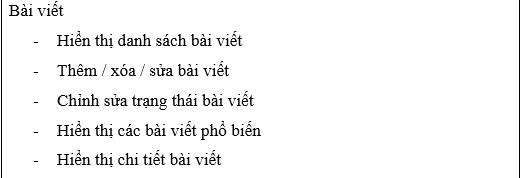 Bài viết
- Hiển thị danh sách bài viết
- Thêm / xóa / sửa bài viết
- Chỉnh sửa trạng thái bài viết
- Hiển thị các bài viết phổ biến
- Hiển thị chi tiết bài viết